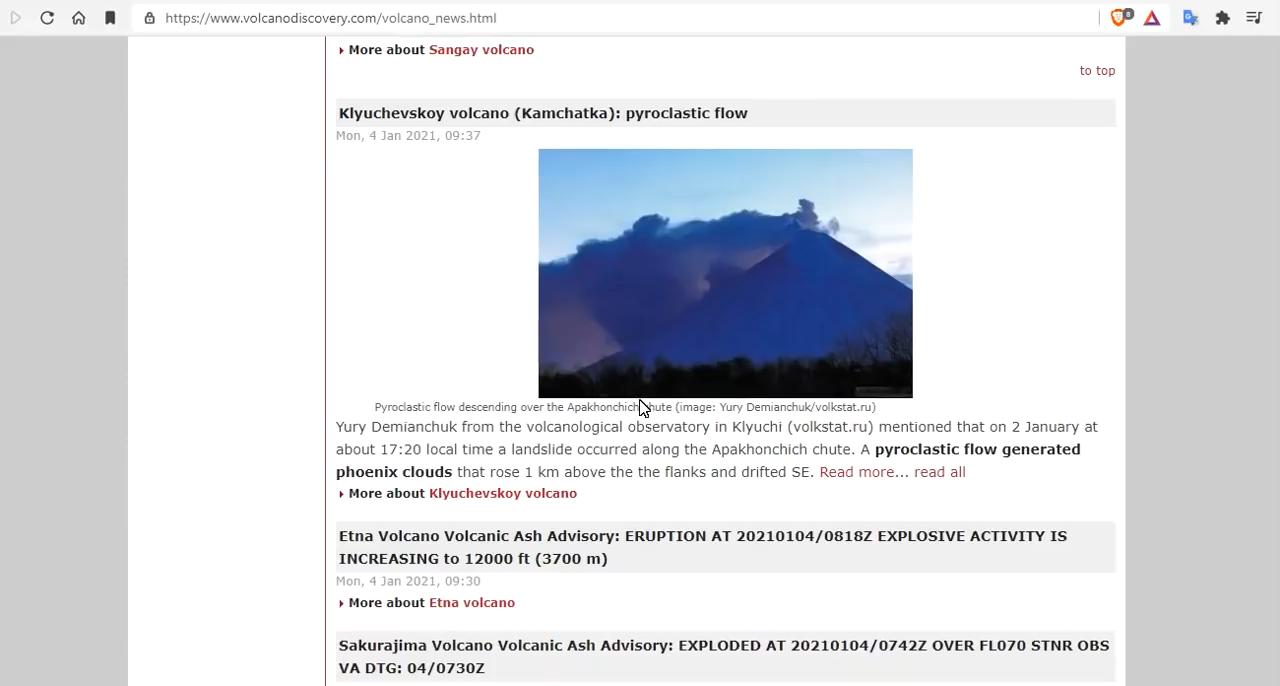 https://www.volcanodiscovery.com/volcano_news.html
8
More about Sangay volcano
to top
Klyuchevskoy volcano (Kamchatka): pyroclastic flow
Mon, 4 Jan 2021, 09:37
Pyroclastic flow descending over the Apakhonchich chute (image: Yury Demianchuk/volkstat.ru)
Yury Demianchuk from the volcanological observatory in Klyuchi (volkstat.ru) mentioned that on 2 January at
about 17:20 local time a landslide occurred along the Apakhonchich chute. A pyroclastic flow generated
phoenix clouds that rose 1 km above the the flanks and drifted SE. Read more... read all
More about Klyuchevskoy volcano
Etna Volcano Volcanic Ash Advisory: ERUPTION AT 20210104/0818Z EXPLOSIVE ACTIVITY IS
INCREASING to 12000 ft (3700 m)
Mon, 4 Jan 2021, 09:30
More about Etna volcano
Sakurajima Volcano Volcanic Ash Advisory: EXPLODED AT 20210104/0742Z OVER FL070 STNR OBS
VA DTG: 04/0730Z